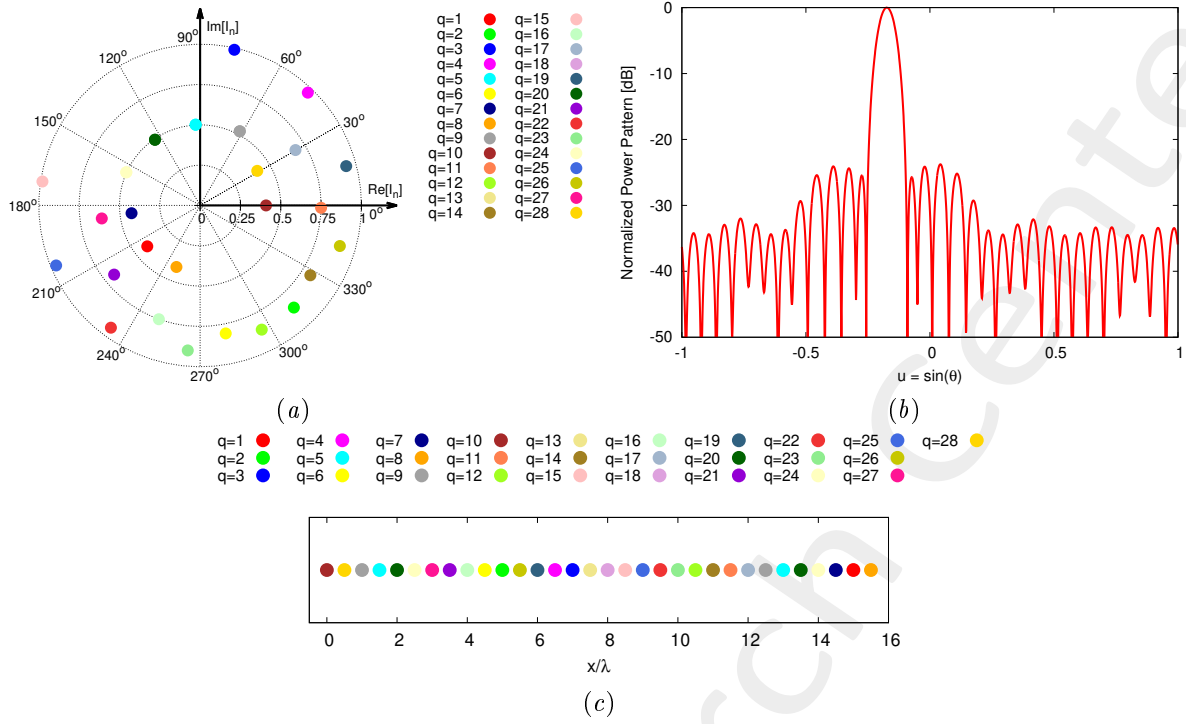 Im[In]
90°
120°
60°
150°
30°
180°
Re[In]
0°
0 0.25 0.5 0.75
210°
330°
240°
300°
270°
q=1 q=15
q=2 q=16
q=3 q=17
q=4 q=18
q=5 q=19
q=6 q=20
q=7 q=21
q=8 q=22
q=9 q=23
q=10 q=24
q=11 q=25
q=12 q=26
q=13 q=27
q=14 q=28
(a)
Normalized Power Pattern [dB]
0
-10
-20
-30
-40
-50
-1 -0.5 0 0.5 1
u = sin(θ)
(b)
q=1 q=4 q=7 q=10 q=13 q=16 q=19 q=22 q=25 q=28
q=2 q=5 q=8 q=11 q=14 q=17 q=20 q=23 q=26
q=3 q=6 q=9 q=12 q=15 q=18 q=21 q=24 q=27
0 2 4 6 8 10 12 14 16
x/λ
(c)